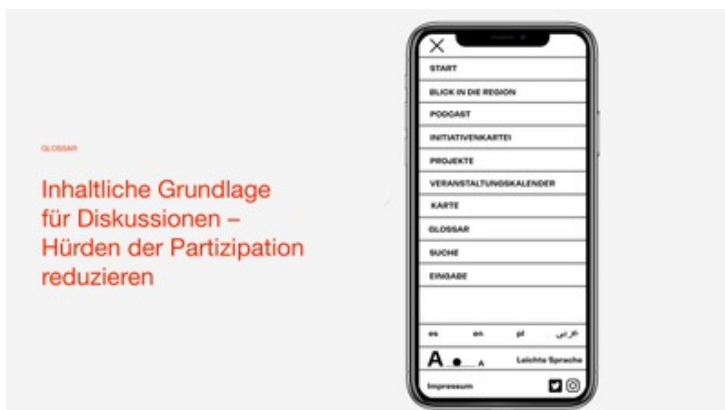 GLOSSAR
Inhaltliche Grundlage
für Diskussionen –
Hürden der Partizipation
reduzieren
START
BLICK IN DIE REGION
PODCAST
INITIATIVENKARTEI
PROJEKTE
VERANSTALTUNGSKALENDER
KARTE
GLOSSAR
SUCHE
EINGABE
es en pl عربي
A A Leichte Sprache
Impressum